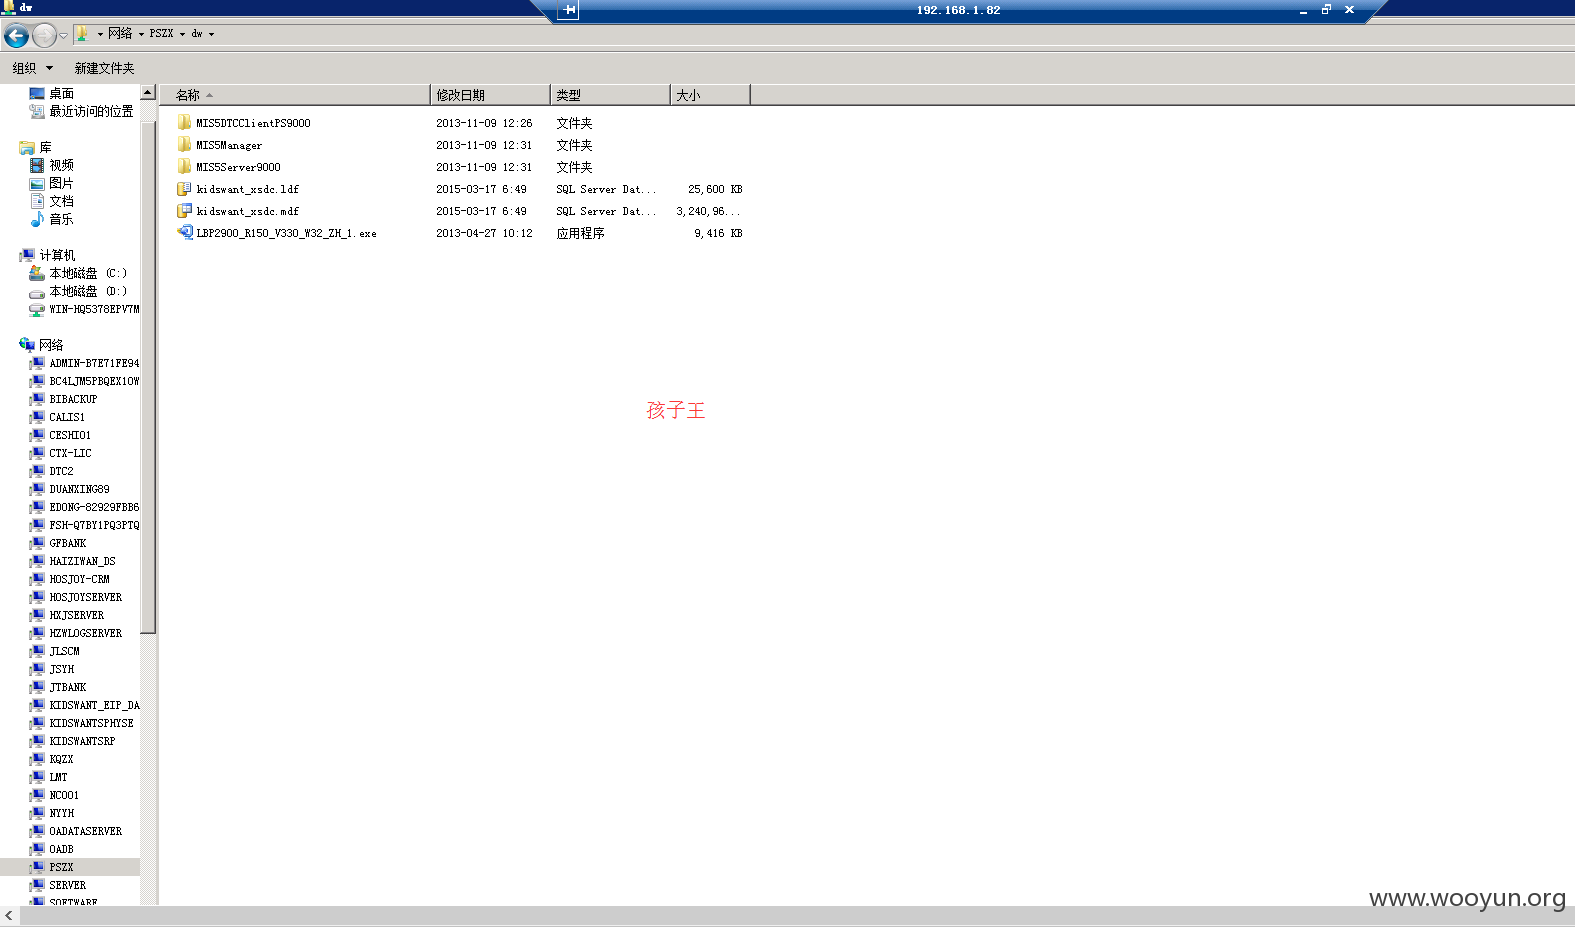 dw
192.168.1.82
网络 PSZX dw
组织 新建文件夹
名称 修改日期 类型 大小
桌面
最近访问的位置
库
视频
图片
文档
音乐
计算机
本地磁盘 (C:)
本地磁盘 (D:)
WIN-HQ5378EPV7M
网络
ADMIN-B7E71FE94
BC4LJM5PBQEX10W
BIBACKUP
CALIS1
CESHI01
CTX-LIC
DTC2
DUANXING89
EDONG-82929FBB6
FSH-Q7BY1PQ3PTQ
GFBANK
HAIZIWAN_DS
HOSJOY-CRM
HOSJOYSERVER
HXJSERVER
HZWLOGSERVER
JLSCM
JSYH
JTBANK
KIDSWANT_EIP_DA
KIDSWANTSPHYSE
KIDSWANTSRP
KQZX
LMT
NC001
NYYH
OADATASERVER
OADB
PSZX
SERVER
SOFTWARE
MIS5DTCClientPS9000 2013-11-09 12:26 文件夹
MIS5Manager 2013-11-09 12:31 文件夹
MIS5Server9000 2013-11-09 12:31 文件夹
kidswant_xsdc.ldf 2015-03-17 6:49 SQL Server Dat... 25,600 KB
kidswant_xsdc.mdf 2015-03-17 6:49 SQL Server Dat... 3,240,96...
LBP2900_R150_V330_W32_ZH_1.exe 2013-04-27 10:12 应用程序 9,416 KB
孩子王
www.wooyun.org